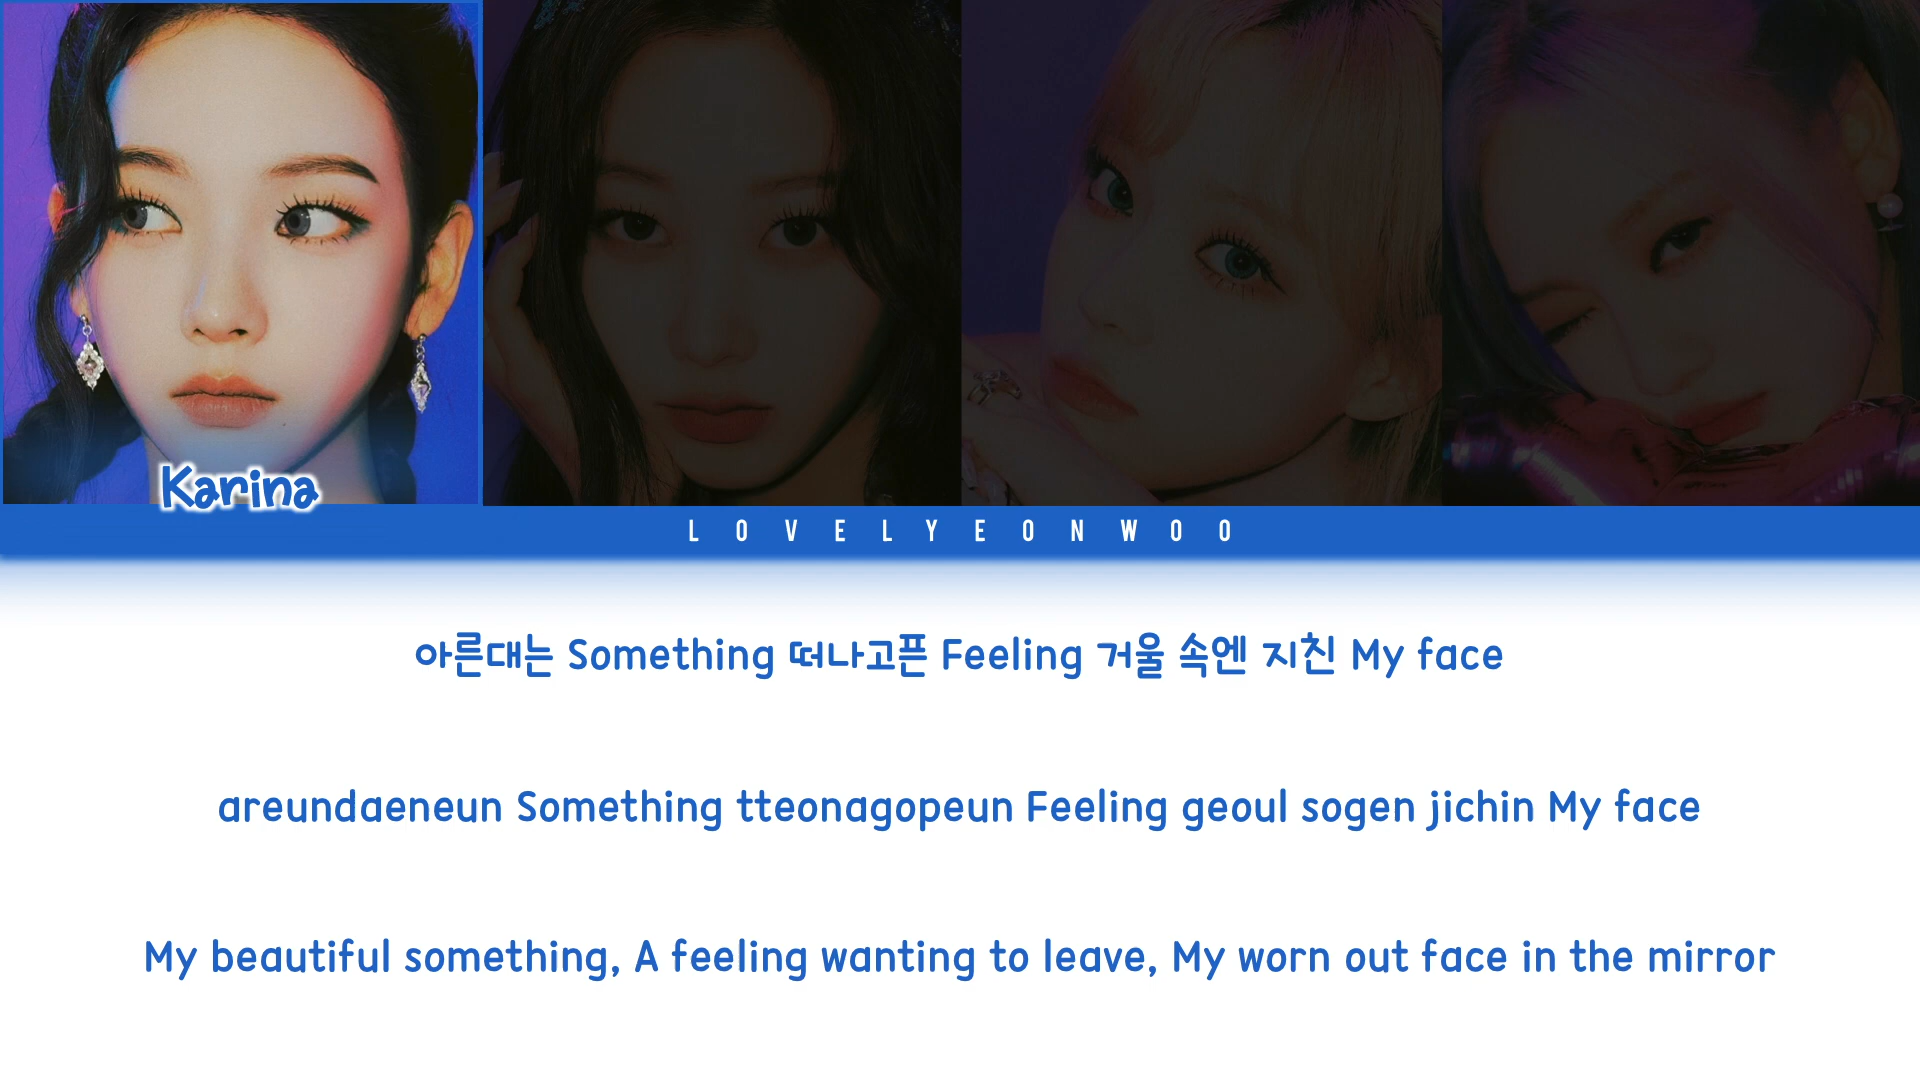 Karina
LOVELYEONWOO
아른대는 Something 떠나고픈 Feeling 거울 속엔 지친 My face
areundaeneun Something tteonagopeun Feeling geoul sogen jichin My face
My beautiful something, A feeling wanting to leave, My worn out face in the mirror